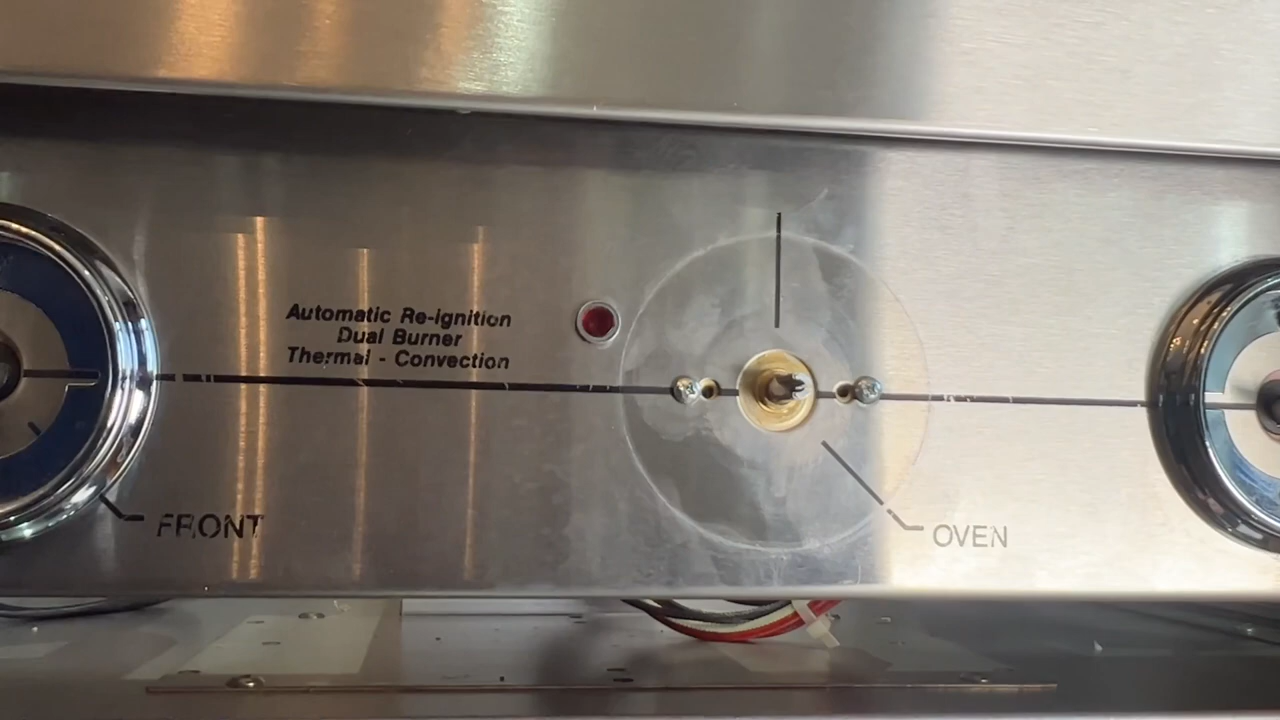 Automatic Re-ignition
Dual Burner
Thermal - Convection
FRONT
OVEN